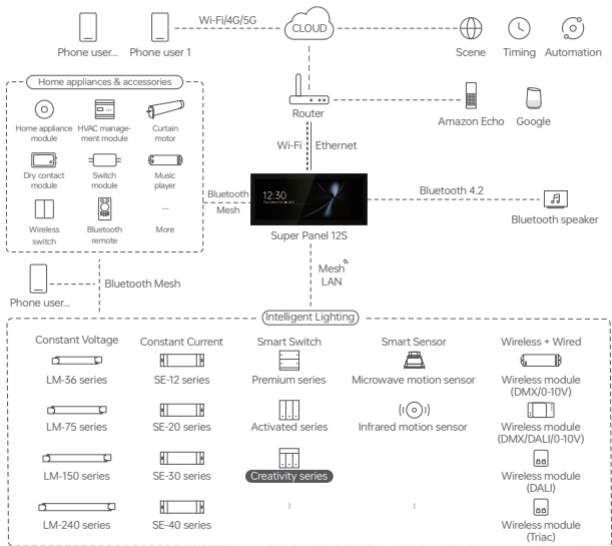 Wi-Fi/4G/5G
CLOUD
Phone user... Phone user 1
Scene Timing Automation
Home appliances & accessories
Router
Amazon Echo Google
Home appliance module
HVAC manage-
ment module
Curtain
motor
Wi-Fi Ethernet
Dry contact
module
Switch
module
Music
player
Bluetooth
Mesh
12:30
Bluetooth 4.2
Bluetooth speaker
Super Panel 12S
Wireless
switch
Bluetooth
remote
...
More
Mesh
LAN
Phone user...
Bluetooth Mesh
Intelligent Lighting
Constant Voltage Constant Current Smart Switch Smart Sensor Wireless + Wired
LM-36 series SE-12 series Premium series Microwave motion sensor Wireless module
(DMX/0-10V)
LM-75 series SE-20 series Activated series Infrared motion sensor Wireless module
(DMX/DALI/0-10V)
LM-150 series SE-30 series Creativity series Wireless module
(DALI)
LM-240 series SE-40 series Wireless module
(Triac)